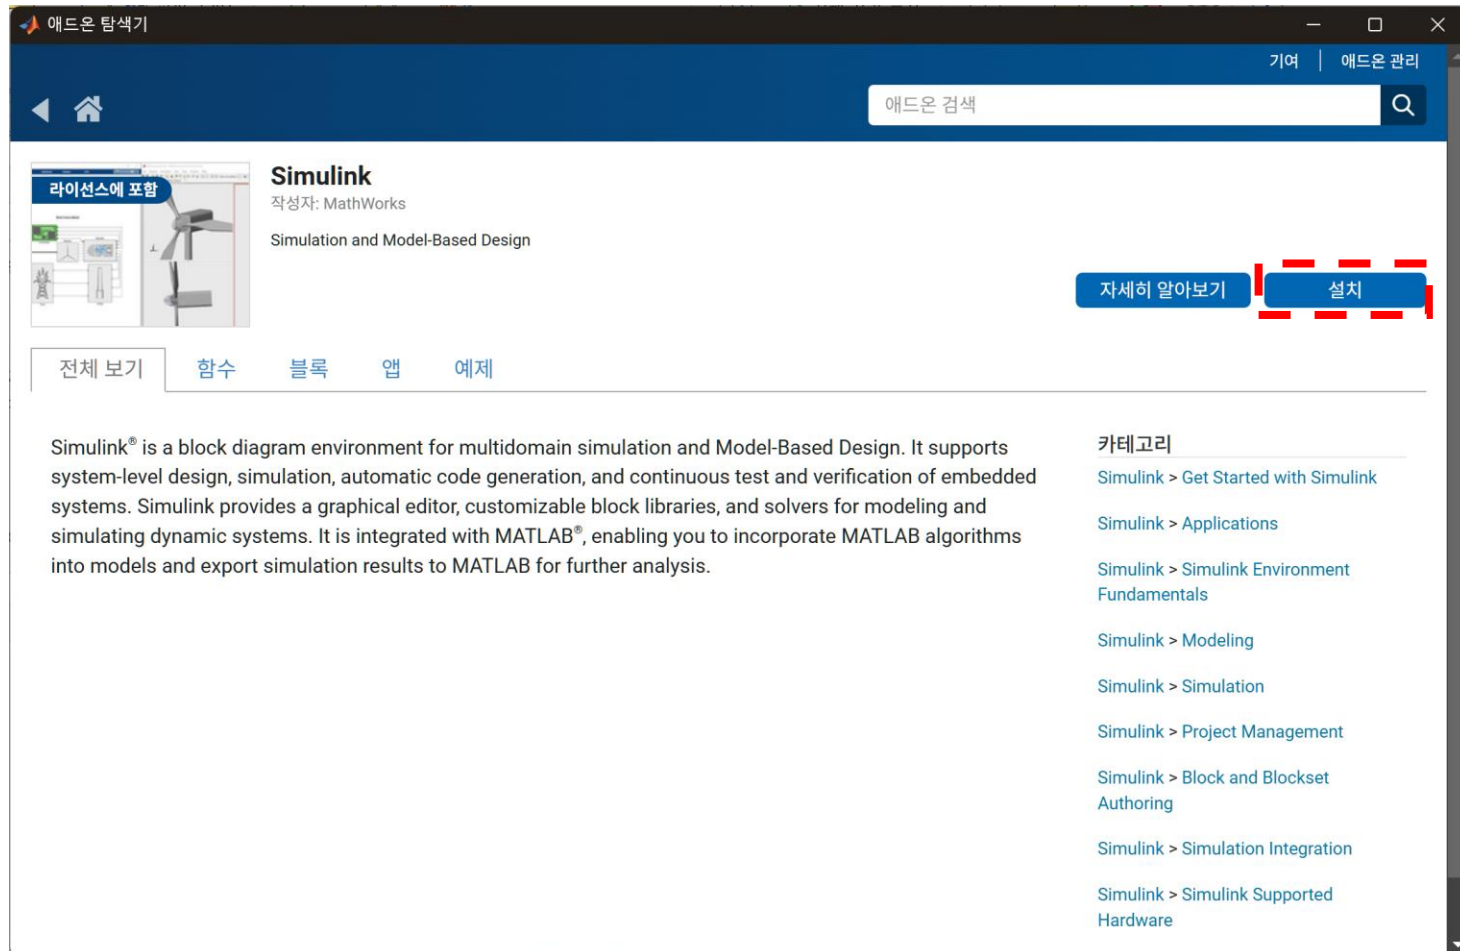 애드온 탐색기
기여
애드온 관리
애드온 검색
라이선스에 포함
Simulink
작성자: MathWorks
Simulation and Model-Based Design
자세히 알아보기
설치
전체 보기
함수
블록
앱
예제
Simulink® is a block diagram environment for multidomain simulation and Model-Based Design. It supports
system-level design, simulation, automatic code generation, and continuous test and verification of embedded
systems. Simulink provides a graphical editor, customizable block libraries, and solvers for modeling and
simulating dynamic systems. It is integrated with MATLAB®, enabling you to incorporate MATLAB algorithms
into models and export simulation results to MATLAB for further analysis.
카테고리
Simulink > Get Started with Simulink
Simulink > Applications
Simulink > Simulink Environment
Fundamentals
Simulink > Modeling
Simulink > Simulation
Simulink > Project Management
Simulink > Block and Blockset
Authoring
Simulink > Simulation Integration
Simulink > Simulink Supported
Hardware